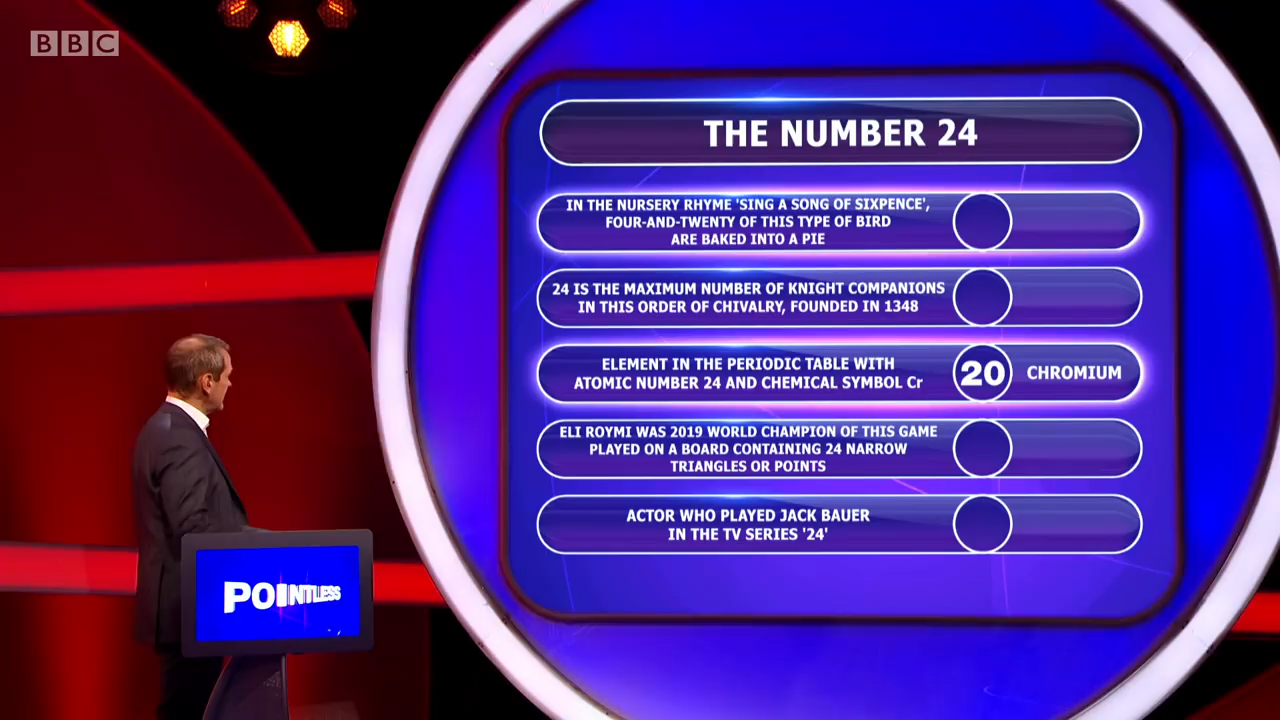 BBC
THE NUMBER 24
IN THE NURSERY RHYME 'SING A SONG OF SIXPENCE',
FOUR-AND-TWENTY OF THIS TYPE OF BIRD
ARE BAKED INTO A PIE
24 IS THE MAXIMUM NUMBER OF KNIGHT COMPANIONS
IN THIS ORDER OF CHIVALRY, FOUNDED IN 1348
ELEMENT IN THE PERIODIC TABLE WITH
ATOMIC NUMBER 24 AND CHEMICAL SYMBOL Cr
20 CHROMIUM
ELI ROYMI WAS 2019 WORLD CHAMPION OF THIS GAME
PLAYED ON A BOARD CONTAINING 24 NARROW
TRIANGLES OR POINTS
ACTOR WHO PLAYED JACK BAUER
IN THE TV SERIES '24'
POINTLESS